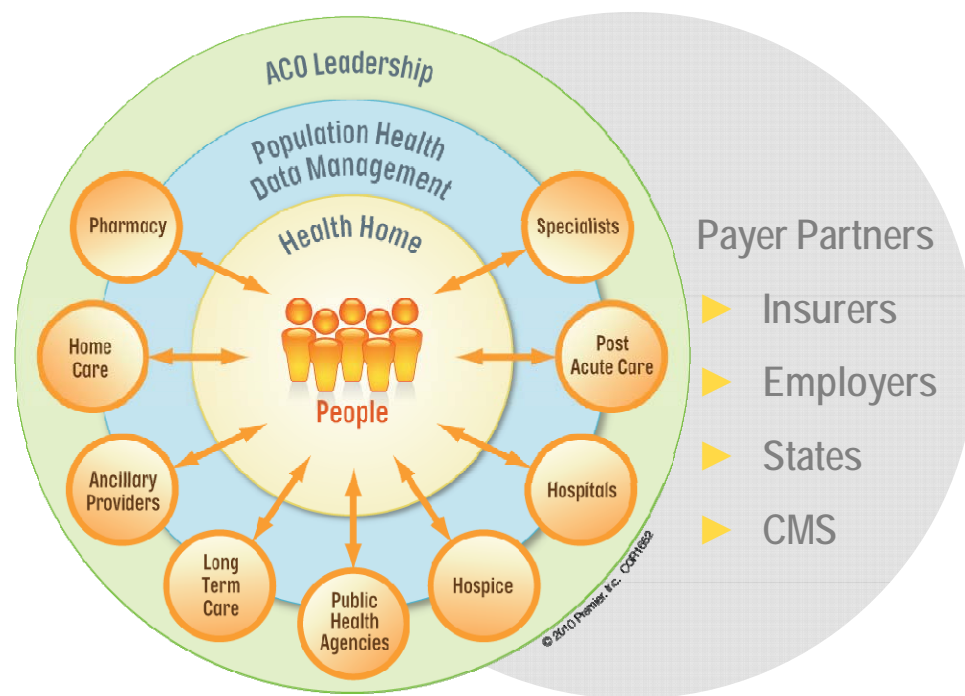 ACO Leadership
Population Health
Data Management
Health Home
Pharmacy
Specialists
Home
Care
Post
Acute Care
People
Ancillary
Providers
Hospitals
Long
Term
Care
Public
Health
Agencies
Hospice
© 2010 Premier, Inc. COR1652
Payer Partners
Insurers
Employers
States
CMS